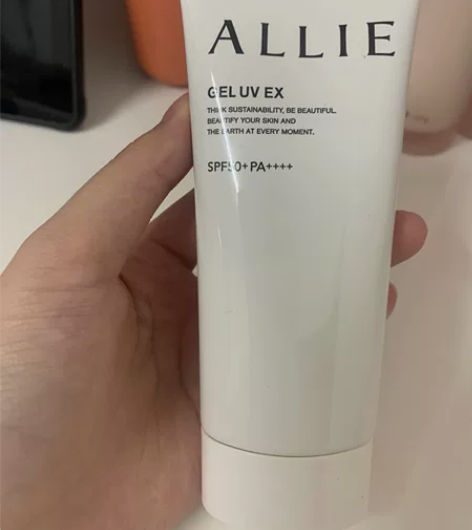 ALLIE
GEL UV EX
THINK SUSTAINABILITY, BE BEAUTIFUL.
BEAUTIFY YOUR SKIN AND
THE EARTH AT EVERY MOMENT.
SPF50+PA++++